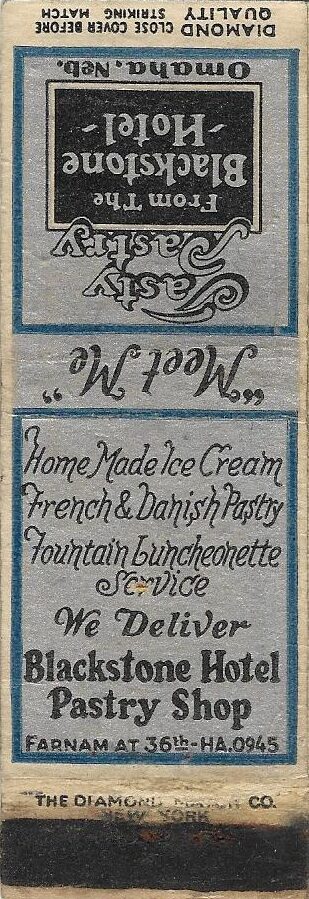 "Meet Me"
Tasty
Pastry
From The
Blackstone
-Hotel-
Omaha, Neb.
DIAMOND CLOSE COVER BEFORE
QUALITY STRIKING MATCH
Home Made Ice Cream
French & Danish Pastry
Fountain Luncheonette
Service
We Deliver
Blackstone Hotel
Pastry Shop
FARNAM AT 36th-HA.0945
THE DIAMOND MATCH CO.
NEW YORK